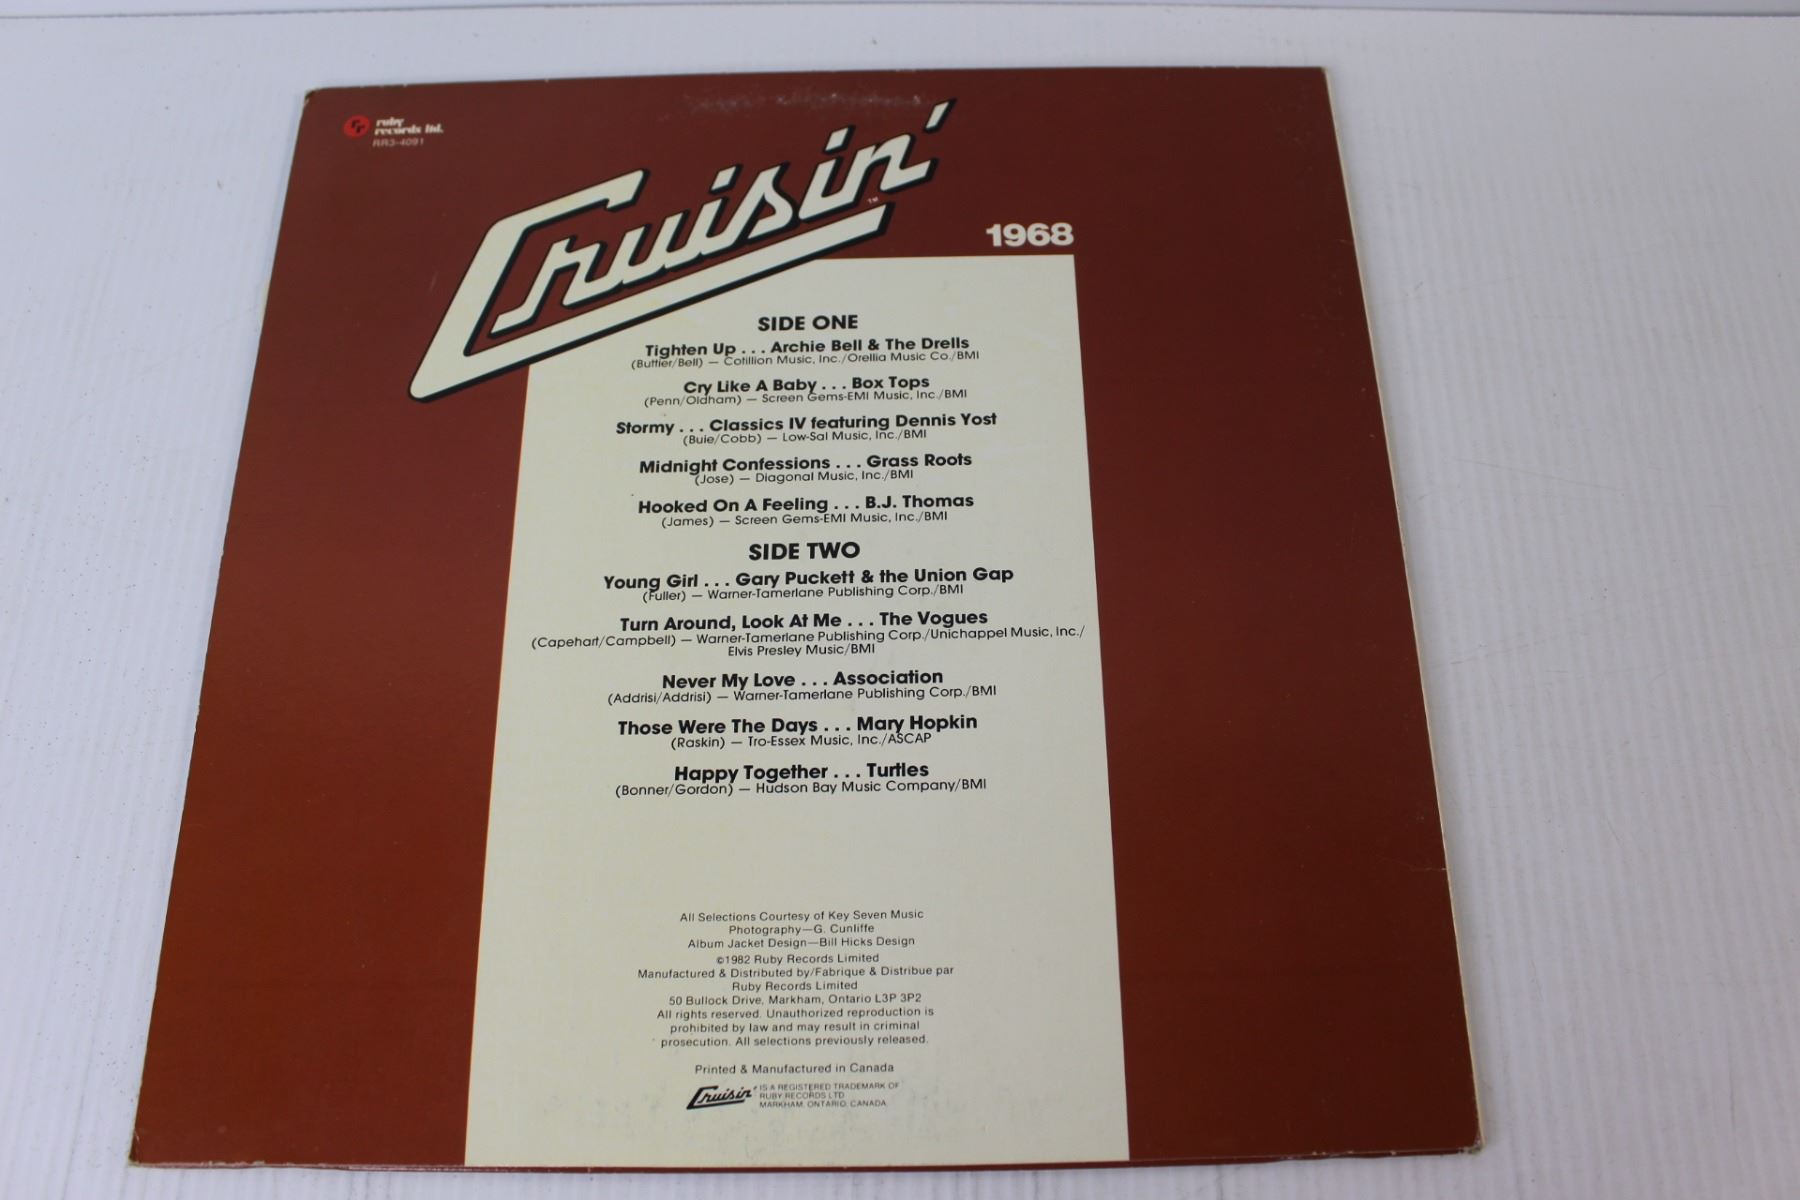 rr ruby
records ltd.
RR3-4091
Cruisin'™
1968
SIDE ONE
Tighten Up . . . Archie Bell & The Drells
(Buttier/Bell) — Cotillion Music, Inc./Orellia Music Co./BMI
Cry Like A Baby . . . Box Tops
(Penn/Oldham) — Screen Gems-EMI Music, Inc./BMI
Stormy . . . Classics IV featuring Dennis Yost
(Buie/Cobb) — Low-Sal Music, Inc./BMI
Midnight Confessions . . . Grass Roots
(Jose) — Diagonal Music, Inc./BMI
Hooked On A Feeling . . . B.J. Thomas
(James) — Screen Gems-EMI Music, Inc./BMI
SIDE TWO
Young Girl . . . Gary Puckett & the Union Gap
(Fuller) — Warner-Tamerlane Publishing Corp./BMI
Turn Around, Look At Me . . . The Vogues
(Capehart/Campbell) — Warner-Tamerlane Publishing Corp./Unichappel Music, Inc./
Elvis Presley Music/BMI
Never My Love . . . Association
(Addrisi/Addrisi) — Warner-Tamerlane Publishing Corp./BMI
Those Were The Days . . . Mary Hopkin
(Raskin) — Tro-Essex Music, Inc./ASCAP
Happy Together . . . Turtles
(Bonner/Gordon) — Hudson Bay Music Company/BMI
All Selections Courtesy of Key Seven Music
Photography—G. Cunliffe
Album Jacket Design—Bill Hicks Design
©1982 Ruby Records Limited
Manufactured & Distributed by/Fabrique & Distribue par
Ruby Records Limited
50 Bullock Drive, Markham, Ontario L3P 3P2
All rights reserved. Unauthorized reproduction is
prohibited by law and may result in criminal
prosecution. All selections previously released.
Printed & Manufactured in Canada
Cruisin' IS A REGISTERED TRADEMARK OF
RUBY RECORDS LTD
MARKHAM, ONTARIO, CANADA